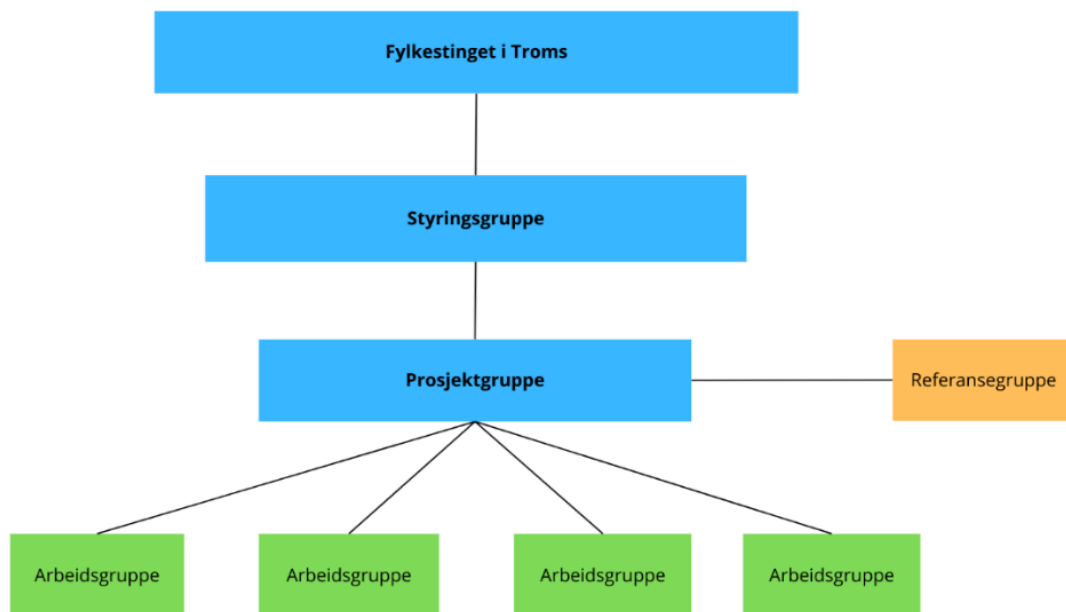 Fylkestinget i Troms
Styringsgruppe
Prosjektgruppe
Referansegruppe
Arbeidsgruppe
Arbeidsgruppe
Arbeidsgruppe
Arbeidsgruppe